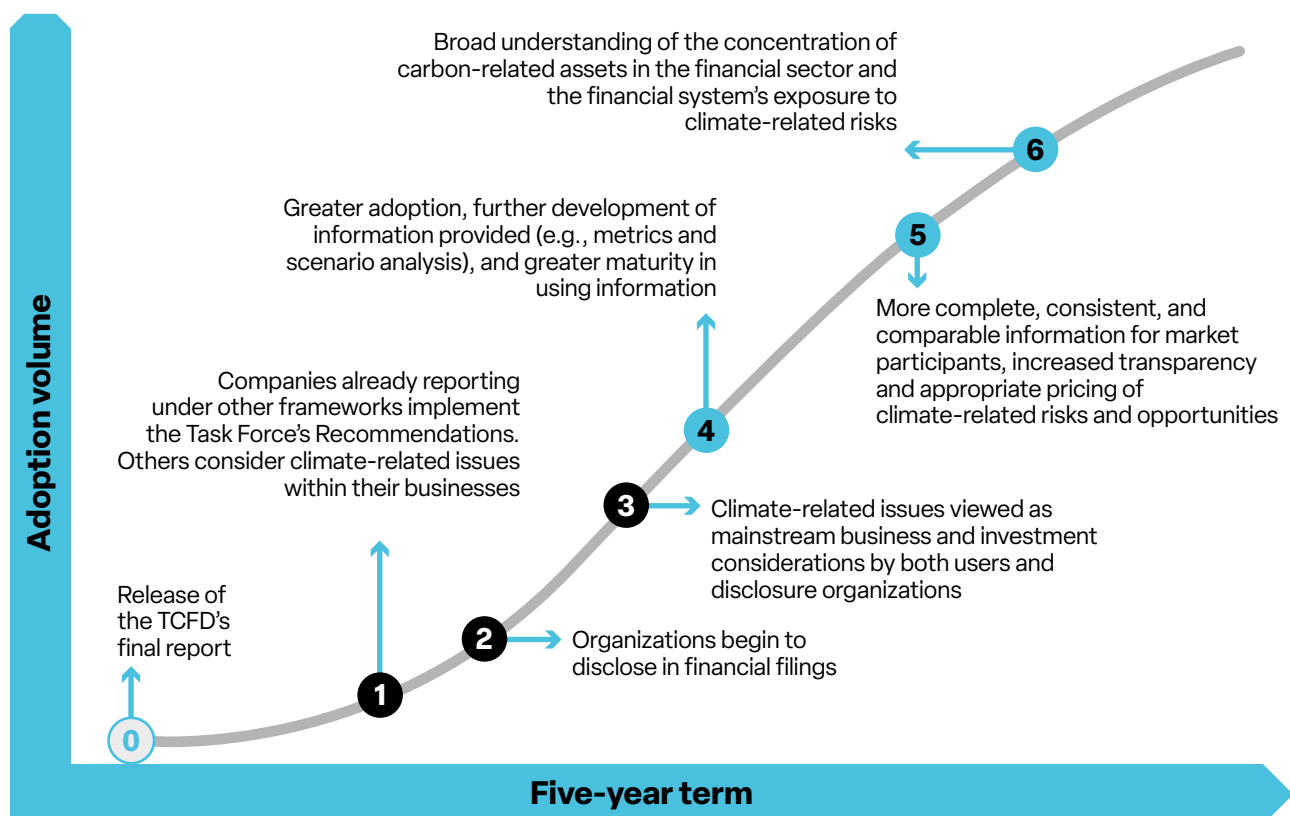 Broad understanding of the concentration of
carbon-related assets in the financial sector and
the financial system’s exposure to
climate-related risks
6
Greater adoption, further development of
information provided (e.g., metrics and
scenario analysis), and greater maturity in
using information
5
More complete, consistent, and
comparable information for market
participants, increased transparency
and appropriate pricing of
climate-related risks and opportunities
Adoption volume
Companies already reporting
under other frameworks implement
the Task Force’s Recommendations.
Others consider climate-related issues
within their businesses
4
3
Climate-related issues viewed as
mainstream business and investment
considerations by both users and
disclosure organizations
Release of
the TCFD’s
final report
2
Organizations begin to
disclose in financial filings
1
0
Five-year term